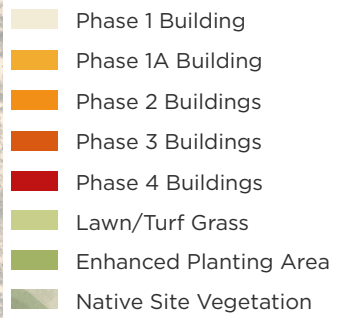 Phase 1 Building
Phase 1A Building
Phase 2 Buildings
Phase 3 Buildings
Phase 4 Buildings
Lawn/Turf Grass
Enhanced Planting Area
Native Site Vegetation